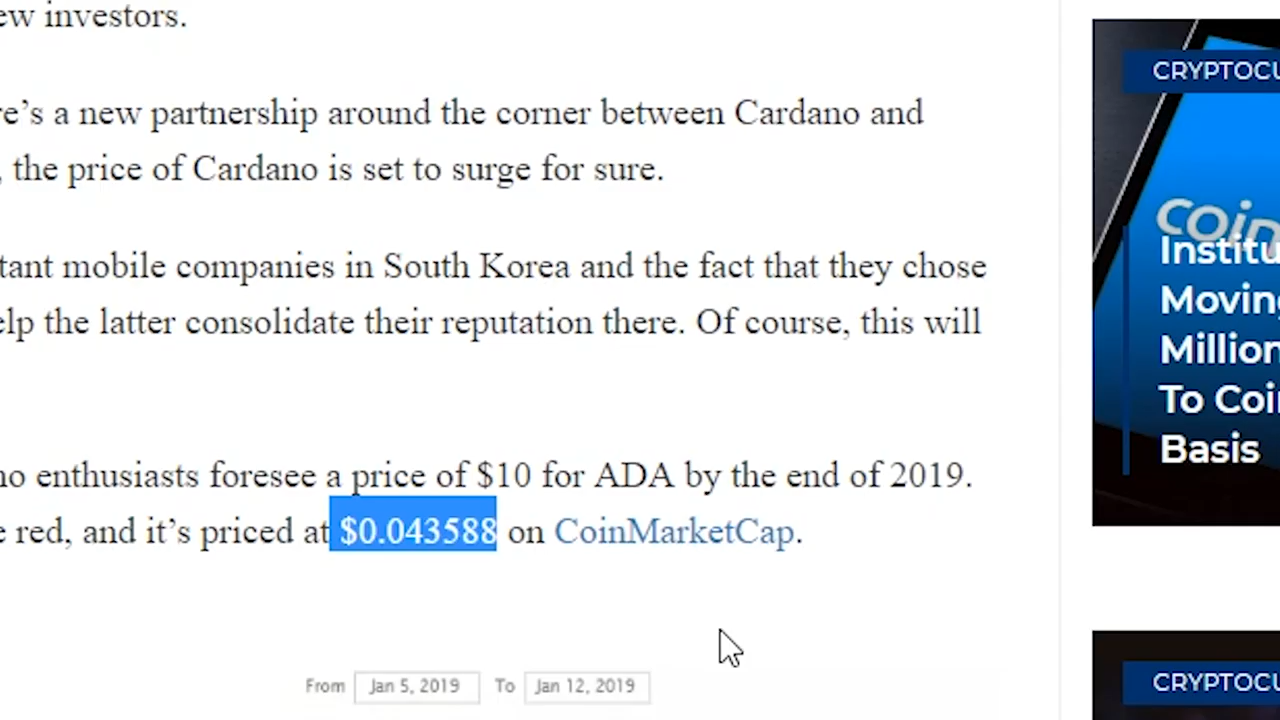 ew investors.
re's a new partnership around the corner between Cardano and
, the price of Cardano is set to surge for sure.
tant mobile companies in South Korea and the fact that they chose
elp the latter consolidate their reputation there. Of course, this will
no enthusiasts foresee a price of $10 for ADA by the end of 2019.
e red, and it's priced at $0.043588 on CoinMarketCap.
From Jan 5, 2019 To Jan 12, 2019
CRYPTOCU
coin
Institu
Moving
Million
To Coi
Basis
CRYPTOCU